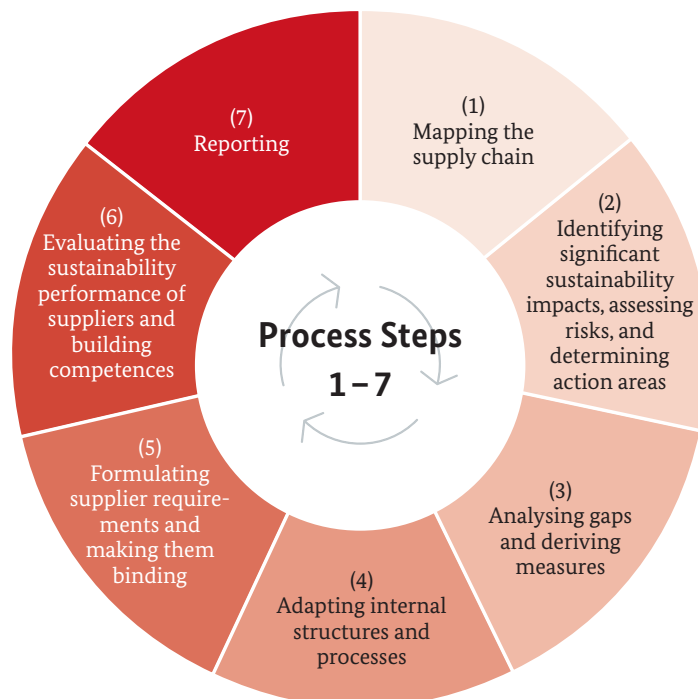 (1)
Mapping the
supply chain
(2)
Identifying
significant
sustainability
impacts, assessing
risks, and
determining
action areas
(3)
Analysing gaps
and deriving
measures
(4)
Adapting internal
structures and
processes
(5)
Formulating
supplier require-
ments and
making them
binding
(6)
Evaluating the
sustainability
performance of
suppliers and
building
competences
(7)
Reporting
Process Steps
1–7